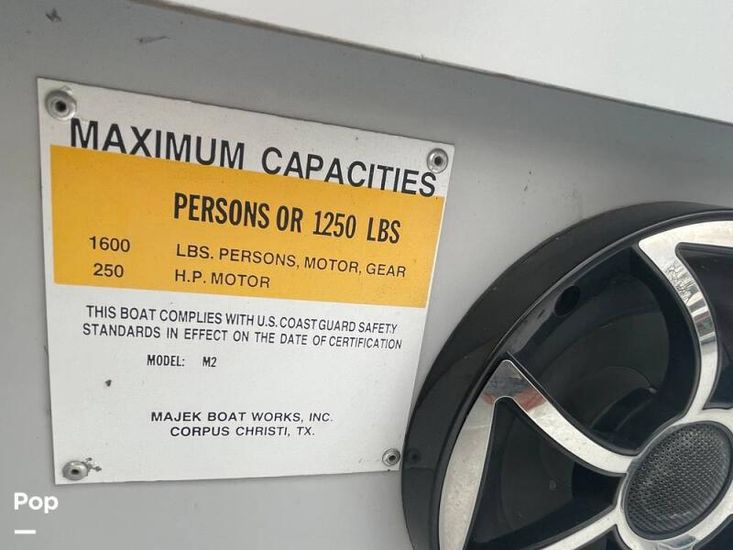 MAXIMUM CAPACITIES
PERSONS OR 1250 LBS
1600 LBS. PERSONS, MOTOR, GEAR
250 H.P. MOTOR
THIS BOAT COMPLIES WITH U.S. COAST GUARD SAFETY
STANDARDS IN EFFECT ON THE DATE OF CERTIFICATION
MODEL: M2
MAJEK BOAT WORKS, INC.
CORPUS CHRISTI, TX.
Pop